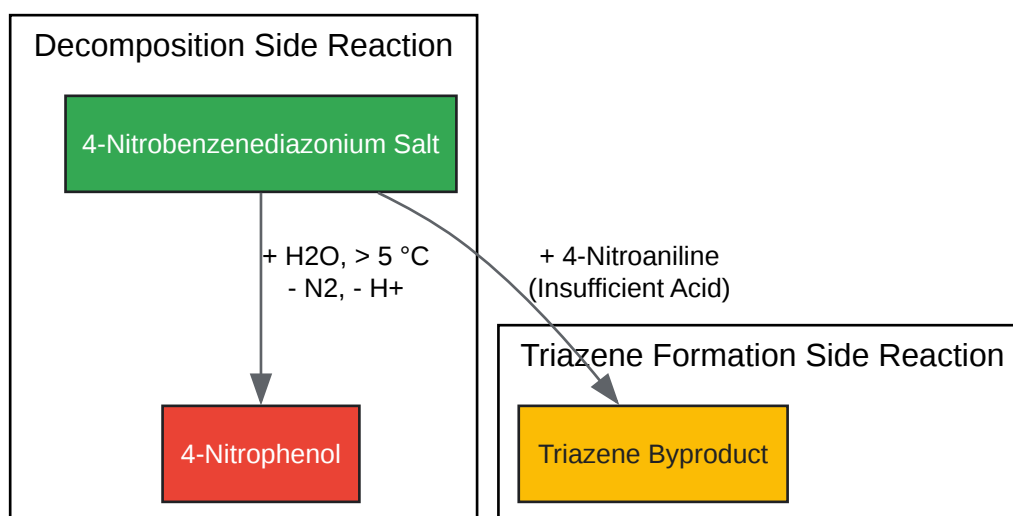 Decomposition Side Reaction
4-Nitrobenzenediazonium Salt
+ H2O, > 5 °C
- N2, - H+
+ 4-Nitroaniline
(Insufficient Acid)
Triazene Formation Side Reaction
4-Nitrophenol
Triazene Byproduct